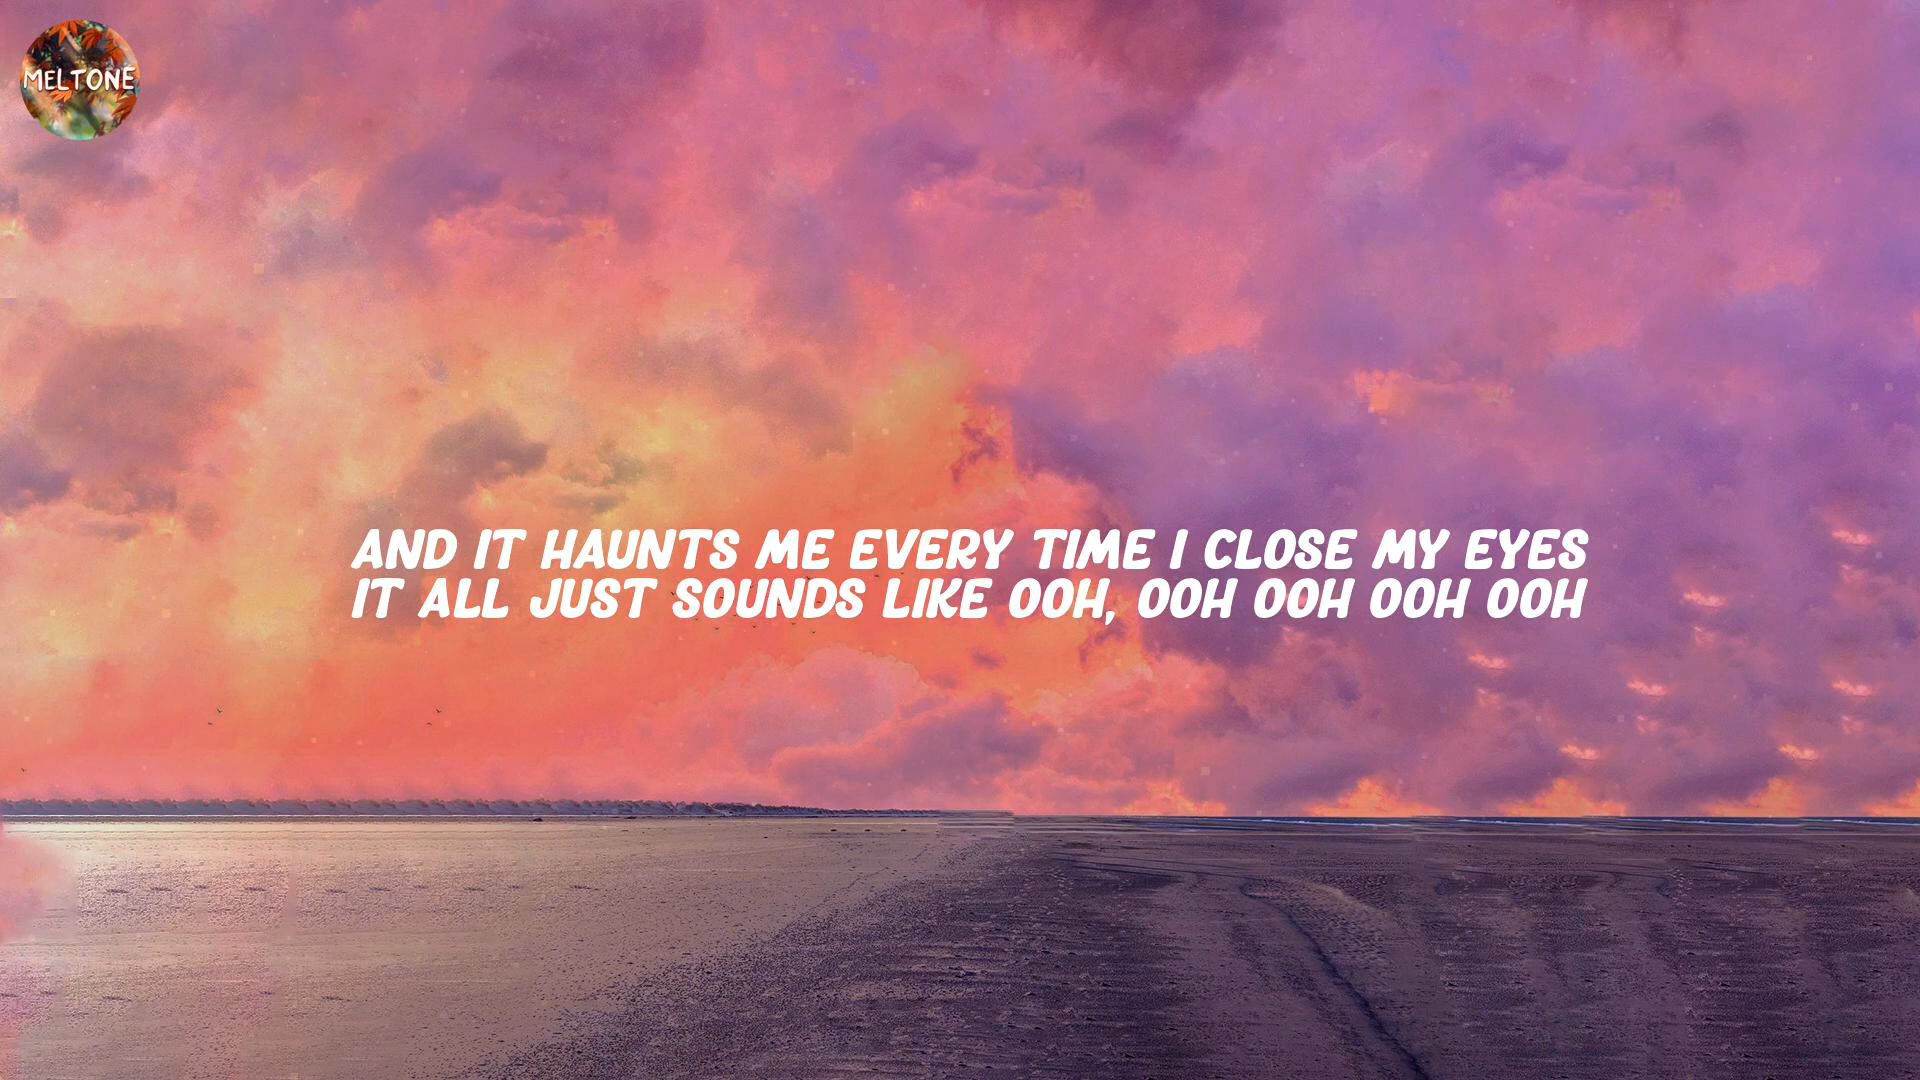 MELTONE
AND IT HAUNTS ME EVERY TIME I CLOSE MY EYES
IT ALL JUST SOUNDS LIKE OOH, OOH OOH OOH OOH